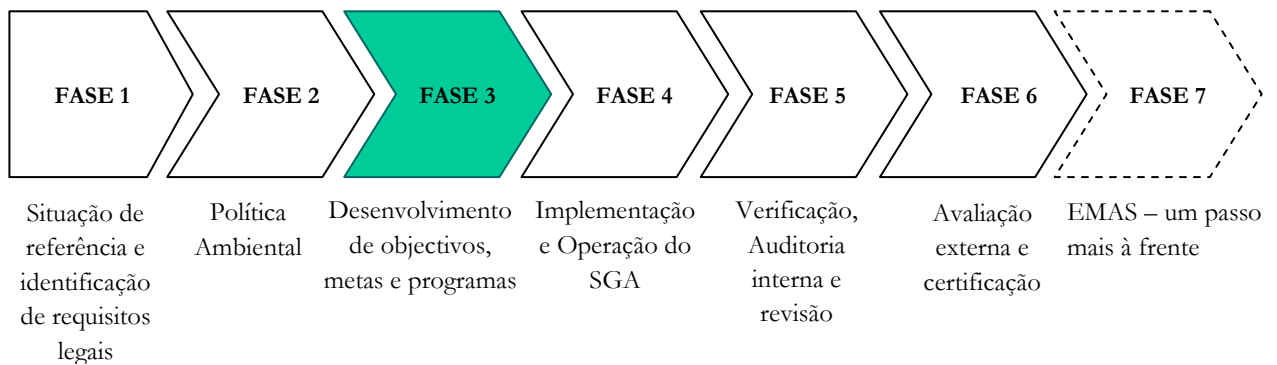 FASE 1
FASE 2
FASE 3
FASE 4
FASE 5
FASE 6
FASE 7
Situação de
referência e
identificação
de requisitos
legais
Política
Ambiental
Desenvolvimento
de objectivos,
metas e programas
Implementação
e Operação do
SGA
Verificação,
Auditoria
interna e
revisão
Avaliação
externa e
certificação
EMAS – um passo
mais à frente